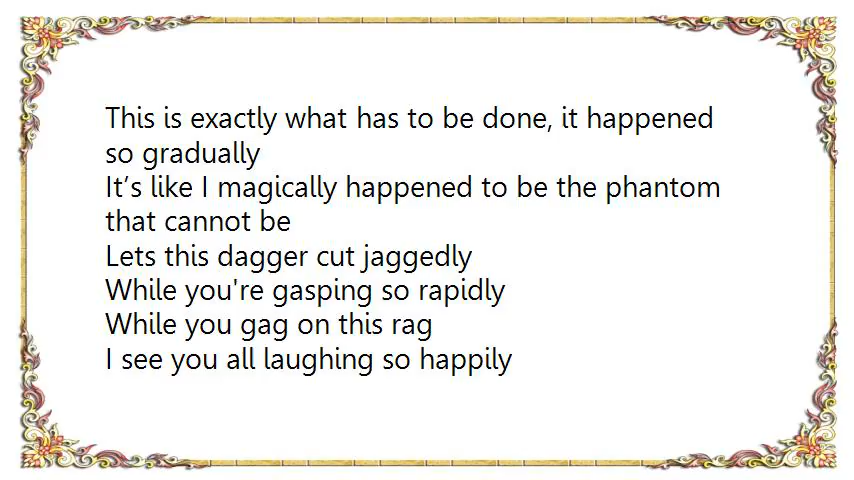 This is exactly what has to be done, it happened
so gradually
It’s like I magically happened to be the phantom
that cannot be
Lets this dagger cut jaggedly
While you're gasping so rapidly
While you gag on this rag
I see you all laughing so happily